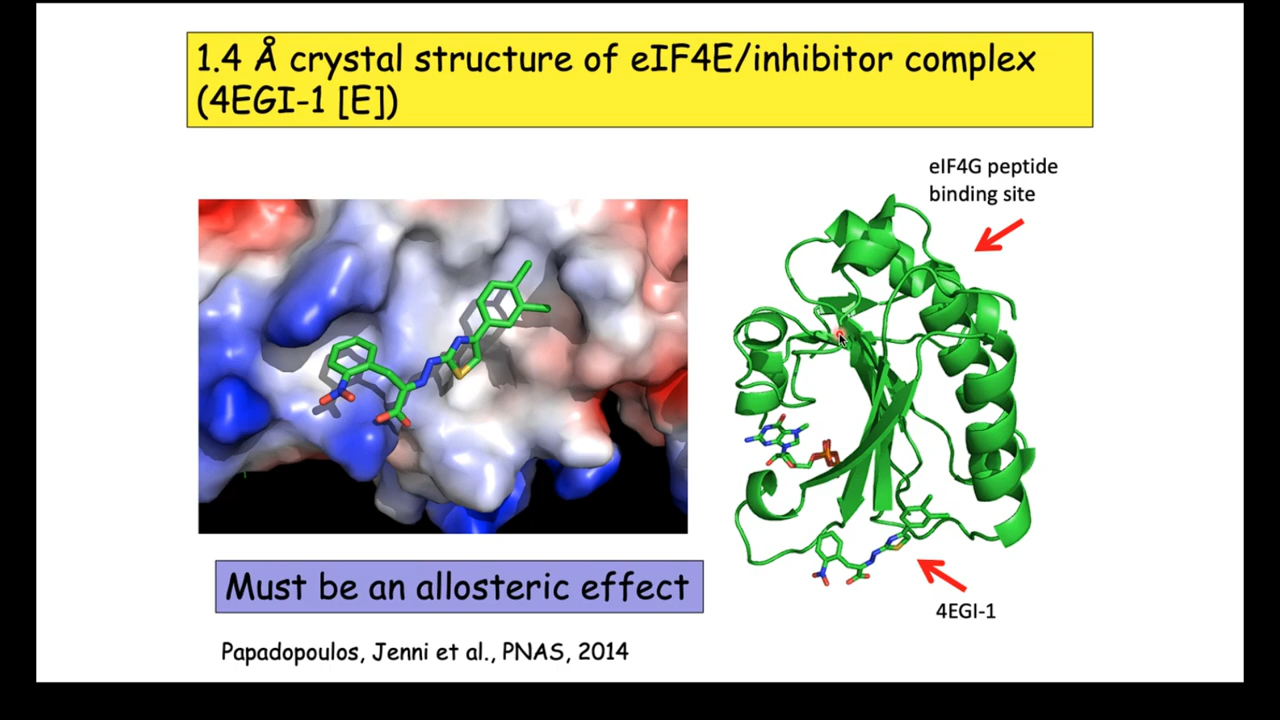 1.4 Å crystal structure of eIF4E/inhibitor complex
(4EGI-1 [E])
eIF4G peptide
binding site
4EGI-1
Must be an allosteric effect
Papadopoulos, Jenni et al., PNAS, 2014